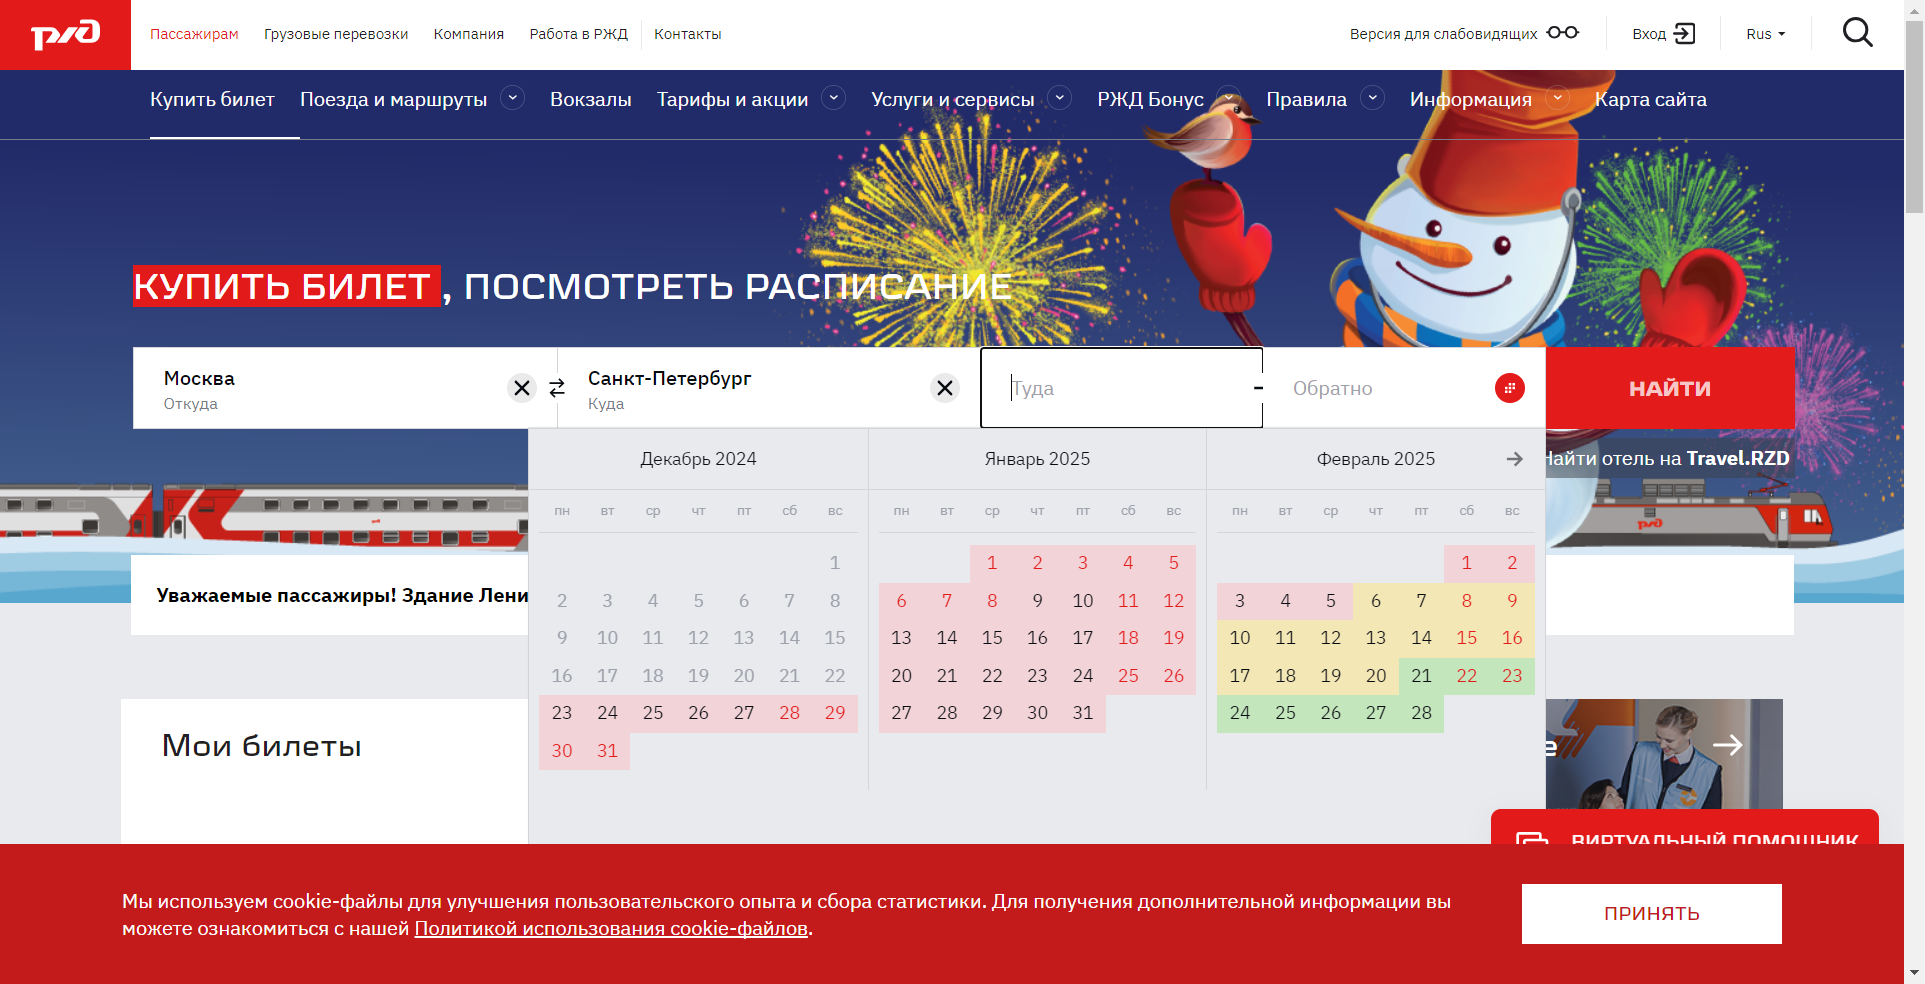 ржд
Пассажирам Грузовые перевозки Компания Работа в РЖД Контакты Версия для слабовидящих Вход Rus
Купить билет Поезда и маршруты Вокзалы Тарифы и акции Услуги и сервисы РЖД Бонус Правила Информация Карта сайта
КУПИТЬ БИЛЕТ , ПОСМОТРЕТЬ РАСПИСАНИЕ
Москва
Откуда
Санкт-Петербург
Куда
Туда - Обратно НАЙТИ
Найти отель на Travel.RZD
Декабрь 2024 Январь 2025 Февраль 2025
пн вт ср чт пт сб вс пн вт ср чт пт сб вс пн вт ср чт пт сб вс
1 1 2 3 4 5 1 2
2 3 4 5 6 7 8 6 7 8 9 10 11 12 3 4 5 6 7 8 9
9 10 11 12 13 14 15 13 14 15 16 17 18 19 10 11 12 13 14 15 16
16 17 18 19 20 21 22 20 21 22 23 24 25 26 17 18 19 20 21 22 23
23 24 25 26 27 28 29 27 28 29 30 31 24 25 26 27 28
30 31
ржд
Уважаемые пассажиры! Здание Лени
Мои билеты
е
ВИРТУАЛЬНЫЙ ПОМОЩНИК
Мы используем cookie-файлы для улучшения пользовательского опыта и сбора статистики. Для получения дополнительной информации вы
можете ознакомиться с нашей Политикой использования cookie-файлов.
ПРИНЯТЬ